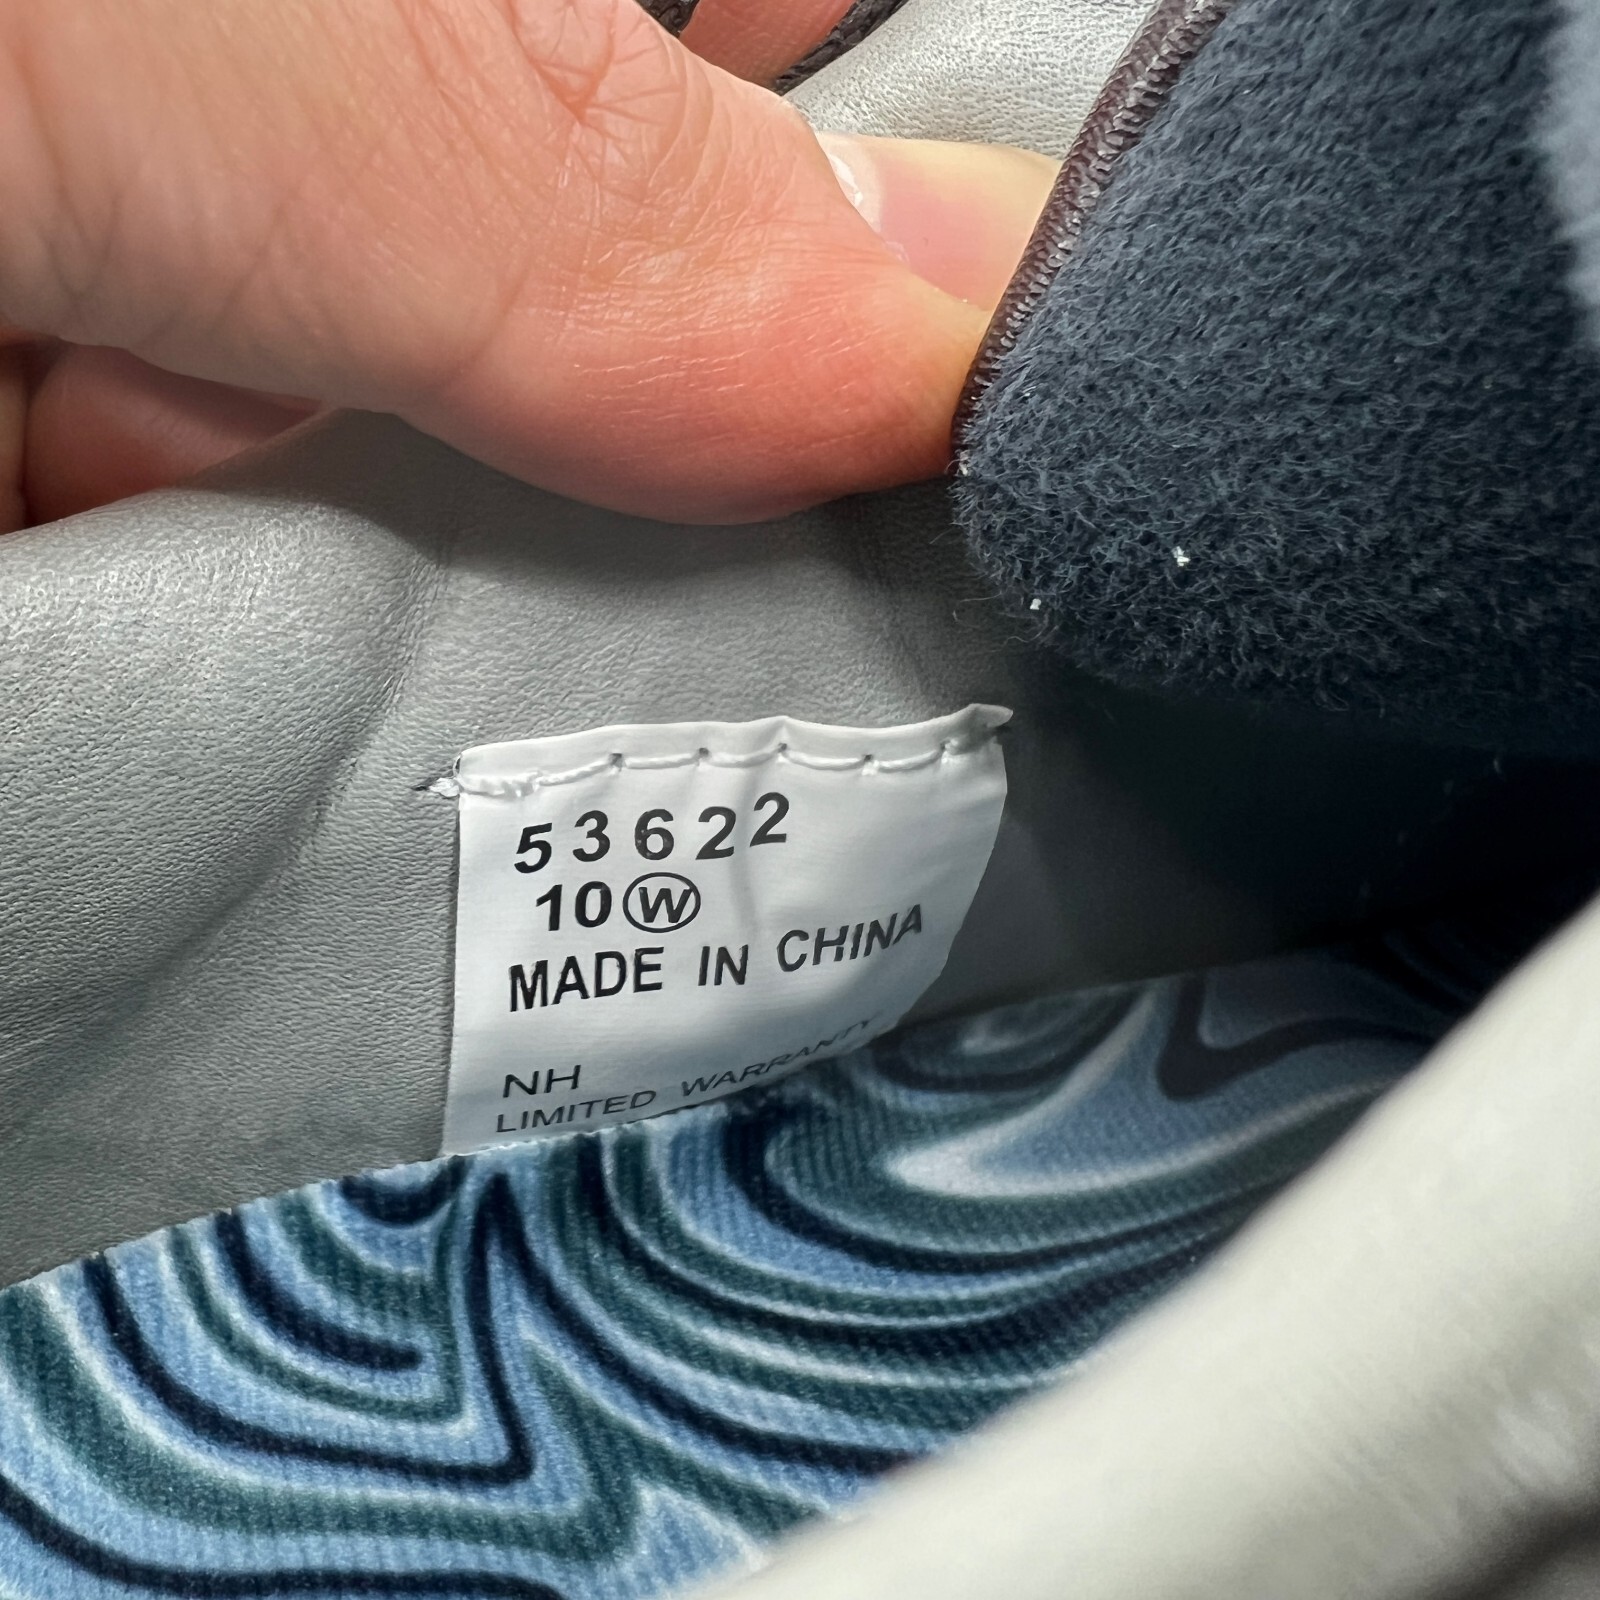 53622
10 Ⓦ
MADE IN CHINA
NH
LIMITED WARRANTY